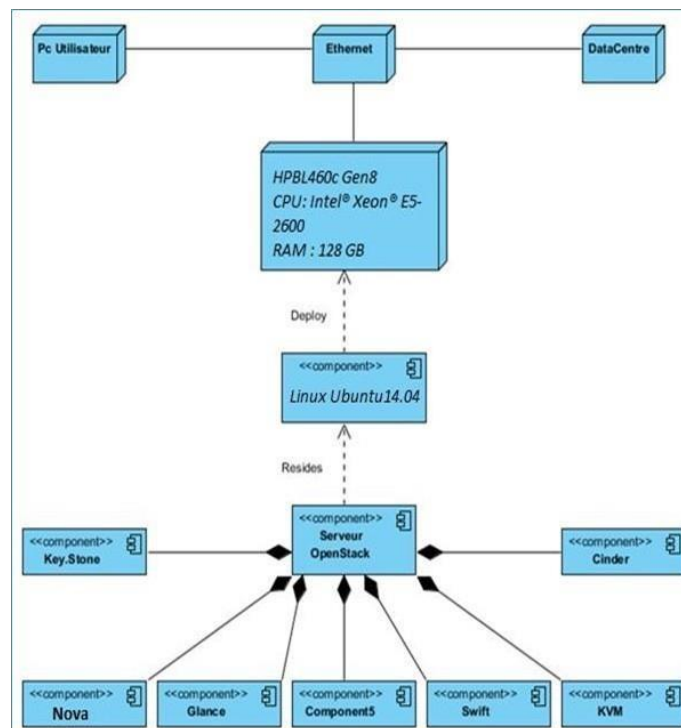 Pc Utilisateur
Ethernet
DataCentre
HPBL460c Gen8
CPU: Intel® Xeon® E5-
2600
RAM : 128 GB
Deploy
<<component>>
Linux Ubuntu14.04
Resides
<<component>>
Serveur
OpenStack
<<component>>
Key.Stone
<<component>>
Cinder
<<component>>
Nova
<<component>>
Glance
<<component>>
Component5
<<component>>
Swift
<<component>>
KVM